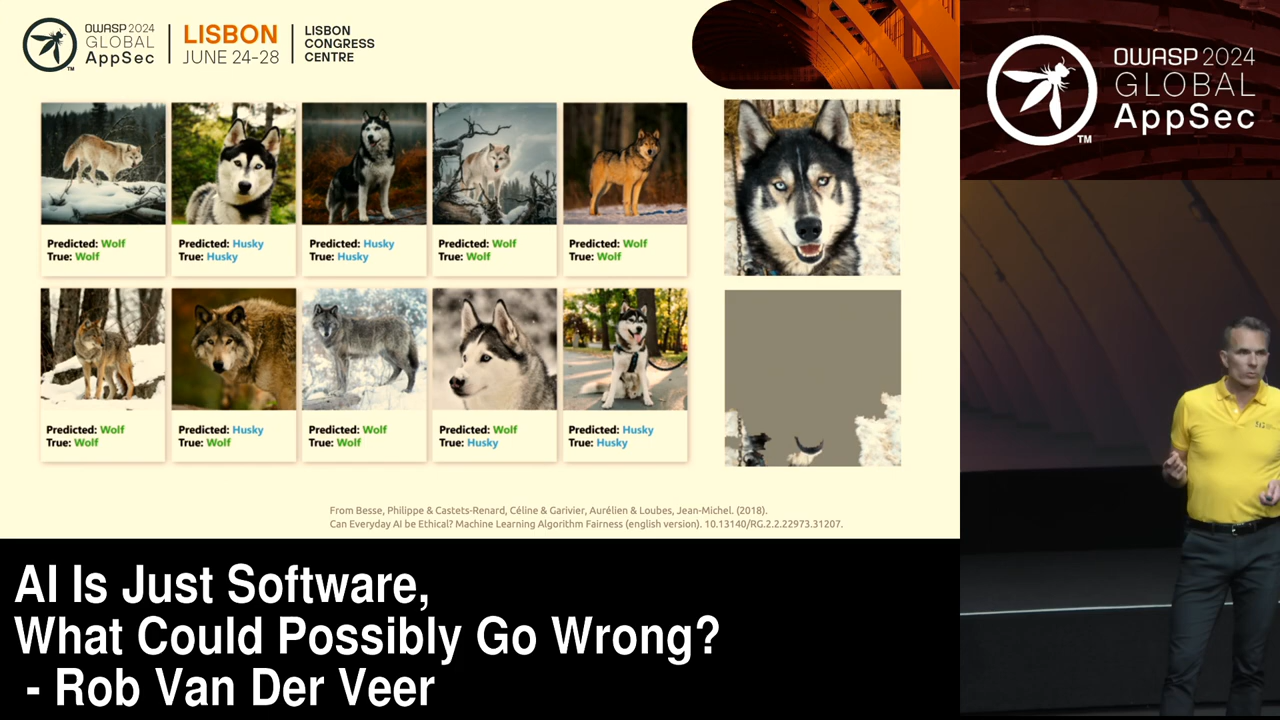 OWASP 2024
GLOBAL
AppSec
TM
LISBON
JUNE 24-28
LISBON
CONGRESS
CENTRE
Predicted: Wolf
True: Wolf
Predicted: Husky
True: Husky
Predicted: Husky
True: Husky
Predicted: Wolf
True: Wolf
Predicted: Wolf
True: Wolf
Predicted: Wolf
True: Wolf
Predicted: Husky
True: Wolf
Predicted: Wolf
True: Wolf
Predicted: Wolf
True: Husky
Predicted: Husky
True: Husky
From Besse, Philippe & Castets-Renard, Céline & Garivier, Aurélien & Loubes, Jean-Michel. (2018).
Can Everyday AI be Ethical? Machine Learning Algorithm Fairness (english version). 10.13140/RG.2.2.22973.31207.
OWASP 2024
GLOBAL
AppSec
TM
AI Is Just Software,
What Could Possibly Go Wrong?
- Rob Van Der Veer